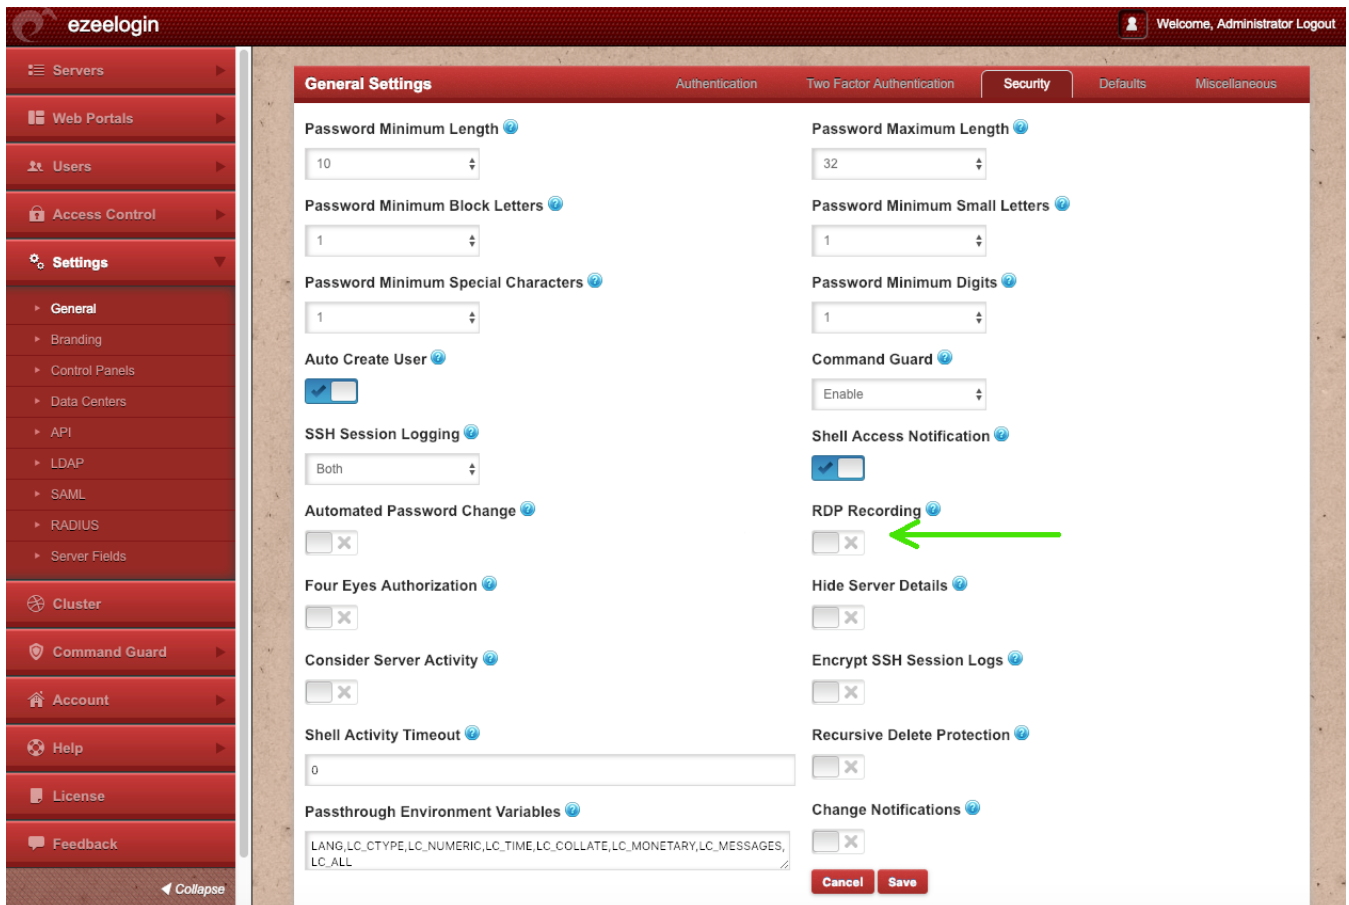 ezeelogin
Welcome, Administrator Logout
Servers
Web Portals
Users
Access Control
Settings
General
Branding
Control Panels
Data Centers
API
LDAP
SAML
RADIUS
Server Fields
Cluster
Command Guard
Account
Help
License
Feedback
Collapse
General Settings
Authentication
Two Factor Authentication
Security
Defaults
Miscellaneous
Password Minimum Length ?
10
Password Maximum Length ?
32
Password Minimum Block Letters ?
1
Password Minimum Small Letters ?
1
Password Minimum Special Characters ?
1
Password Minimum Digits ?
1
Auto Create User ?
Command Guard ?
Enable
SSH Session Logging ?
Both
Shell Access Notification ?
Automated Password Change ?
RDP Recording ?
Four Eyes Authorization ?
Hide Server Details ?
Consider Server Activity ?
Encrypt SSH Session Logs ?
Shell Activity Timeout ?
0
Recursive Delete Protection ?
Passthrough Environment Variables ?
LANG,LC_CTYPE,LC_NUMERIC,LC_TIME,LC_COLLATE,LC_MONETARY,LC_MESSAGES,
LC_ALL
Change Notifications ?
Cancel
Save